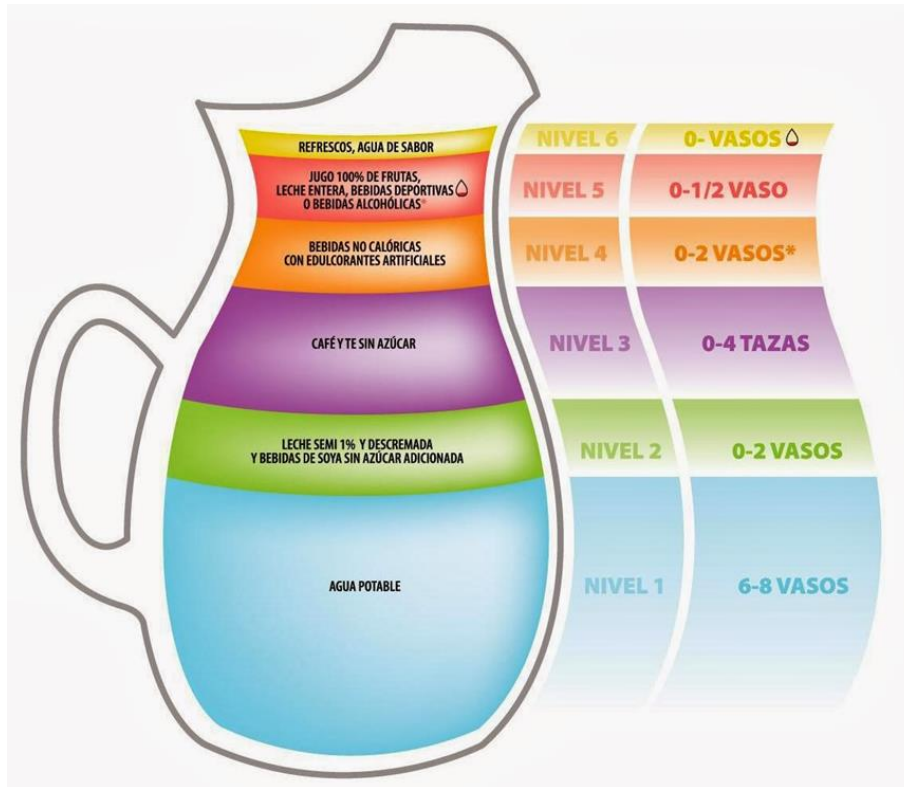 REFRESCOS, AGUA DE SABOR
NIVEL 6
0- VASOS
JUGO 100% DE FRUTAS,
LECHE ENTERA, BEBIDAS DEPORTIVAS
O BEBIDAS ALCOHÓLICAS*
NIVEL 5
0-1/2 VASO
BEBIDAS NO CALÓRICAS
CON EDULCORANTES ARTIFICIALES
NIVEL 4
0-2 VASOS*
CAFÉ Y TE SIN AZÚCAR
NIVEL 3
0-4 TAZAS
LECHE SEMI 1% Y DESCREMADA
Y BEBIDAS DE SOYA SIN AZÚCAR ADICIONADA
NIVEL 2
0-2 VASOS
AGUA POTABLE
NIVEL 1
6-8 VASOS